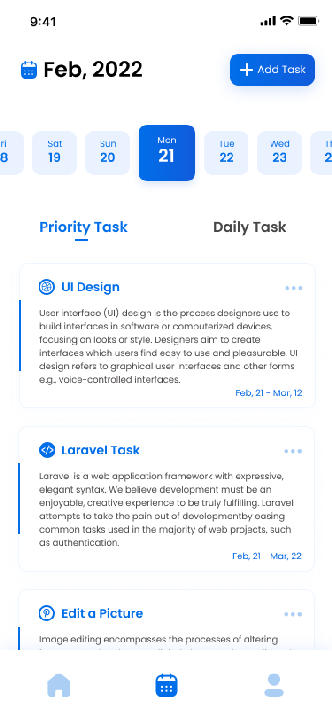 9:41
Feb, 2022
Add Task
Sat
Sun
Mon
Tue
Wed
19
20
21
22
23
Priority Task
Daily Task
UI Design
User interface (UI) design is the process designers use to
build interfaces in software or computerized devices,
focusing on looks or style. Designers aim to create
interfaces which users find easy to use and pleasurable. UI
design refers to graphical user interfaces and other forms
e.g., voice-controlled interfaces.
Feb, 21 - Mar, 12
Laravel Task
Laravel is a web application framework with expressive,
elegant syntax. We believe development must be an
enjoyable, creative experience to be truly fulfilling. Laravel
attempts to take the pain out of developmentby easing
common tasks used in the majority of web projects, such
as authentication.
Feb, 21 - Mar, 22
Edit a Picture
Image editing encompasses the processes of altering